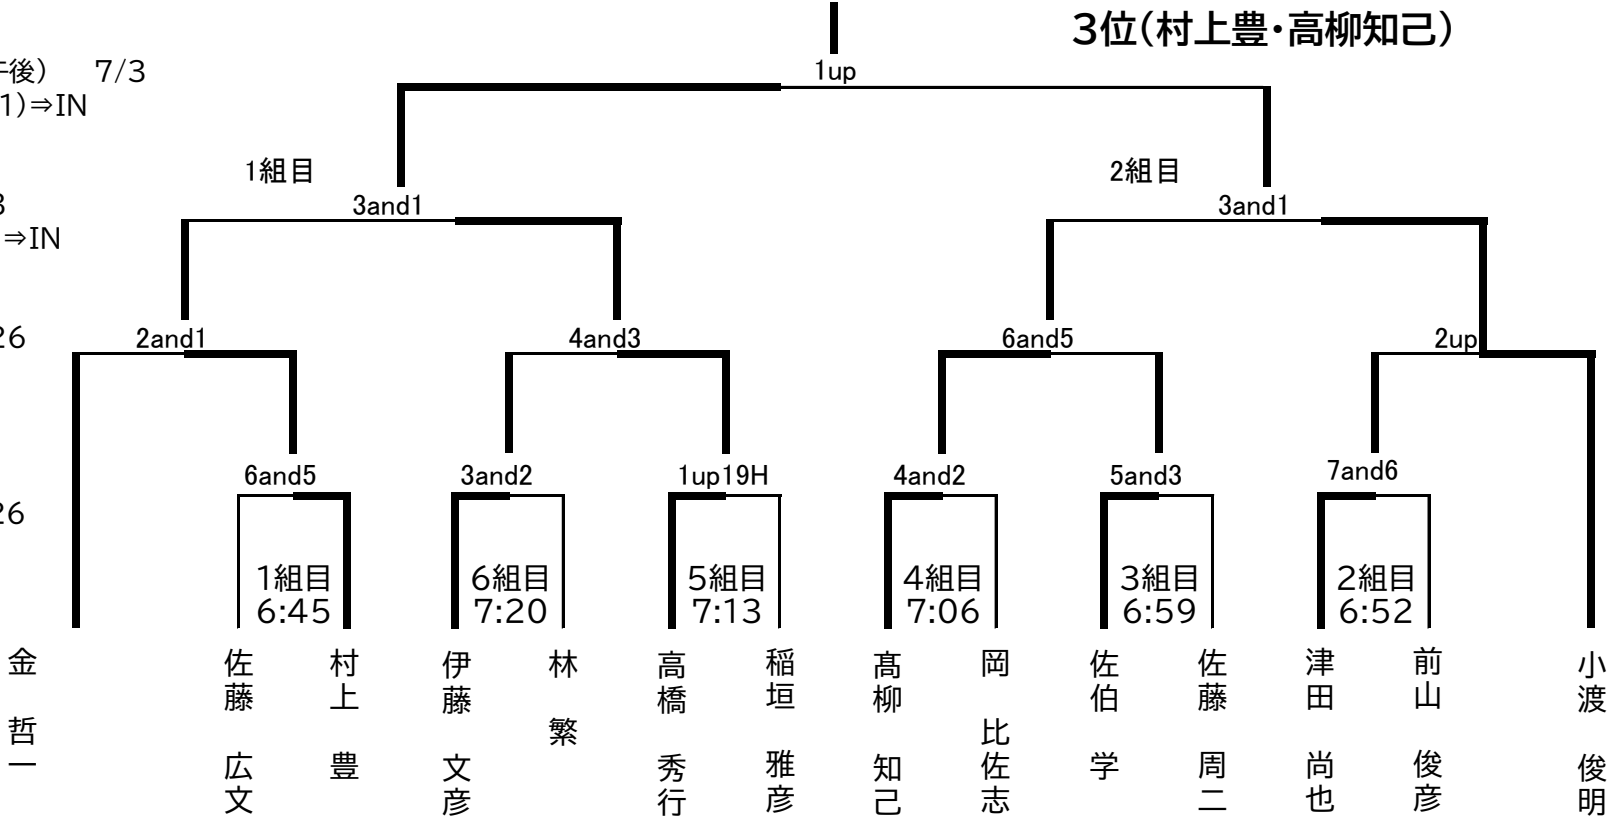 3位(村上豊・高柳知己)
午後) 7/3
1)⇒IN
1up
1組目
2組目
3and1
3and1
3
⇒IN
26
2and1
4and3
6and5
2up
6and5
3and2
1up19H
4and2
5and3
7and6
26
1組目
6:45
6組目
7:20
5組目
7:13
4組目
7:06
3組目
6:59
2組目
6:52
金 哲一
佐藤 広文
村上 豊
伊藤 文彦
林 繁
高橋 秀行
稲垣 雅彦
髙柳 知己
岡 比佐志
佐伯 学
佐藤 周二
津田 尚也
前山 俊彦
小渡 俊明